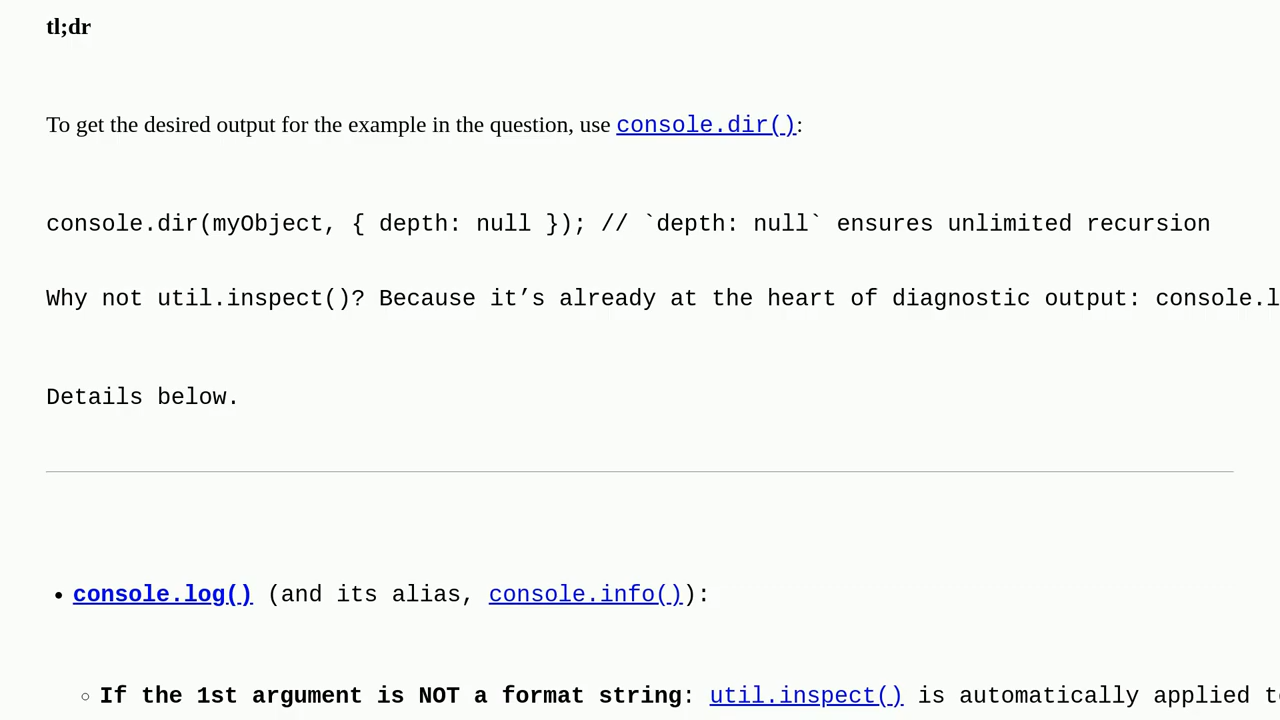 tl;dr
To get the desired output for the example in the question, use console.dir():
console.dir(myObject, { depth: null }); // `depth: null` ensures unlimited recursion
Why not util.inspect()? Because it’s already at the heart of diagnostic output: console.l
Details below.
• console.log() (and its alias, console.info()):
◦ If the 1st argument is NOT a format string: util.inspect() is automatically applied